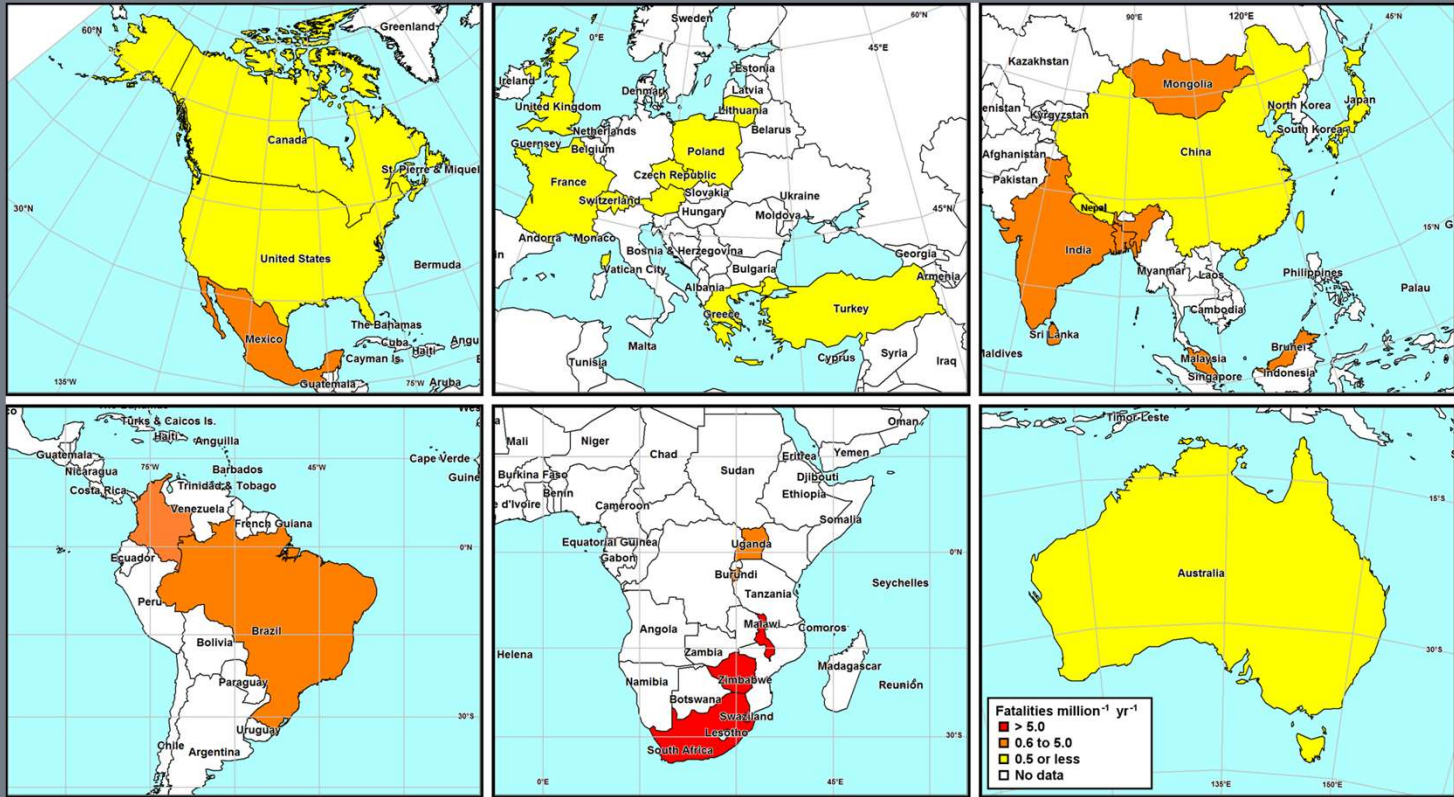 60°N
Greenland
Canada
St. Pierre & Miquel
30°N
United States
Bermuda
The Bahamas
Mexico
Cuba
Angu
Haiti
Cayman Is.
Guatemala
135°W
75°W
Aruba
0°E
Sweden
60°N
45°E
Estonia
Ireland
Latvia
Denmark
United Kingdom
Lithuania
Netherlands
Belarus
Guernsey
Belgium
Poland
Czech Republic
France
Slovakia
Ukraine
Switzerland
Hungary
Moldova
45°N
Andorra
Monaco
Bosnia & Herzegovina
in
Georgia
Vatican City
Bulgaria
Armenia
Albania
Greece
Turkey
Malta
Tunisia
Cyprus
Syria
Iraq
90°E
120°E
45°N
Kazakhstan
Mongolia
enistan
Kyrgyzstan
North Korea
Japan
South Korea
Afghanistan
China
Pakistan
Nepal
15°N
G
India
Myanmar
Laos
Philippines
Palau
Cambodia
Sri Lanka
Brunei
Maldives
Malaysia
Singapore
Indonesia
co
Turks & Caicos Is.
We
Haiti
Anguilla
Guatemala
75°W
45°W
Nicaragua
Barbados
Cape Verde
Costa Rica
Trinidad & Tobago
Guine
Venezuela
French Guiana
Ecuador
0°N
Peru
Brazil
Bolivia
Paraguay
30°S
Uruguay
Chile
Argentina
a
Oman
Mali
Niger
Chad
Eritrea
Yemen
Sudan
Burkina Faso
Djibouti
Benin
Ethiopia
e d'Ivoire
Cameroon
Somalia
Equatorial Guinea
Uganda
Gabon
0°N
Burundi
Seychelles
Tanzania
Malawi
Comoros
Angola
Helena
Zambia
Madagascar
Namibia
Zimbabwe
Reunión
Botswana
Swaziland
Lesotho
30°S
South Africa
0°E
45°E
Timor-Leste
S
15°S
Australia
30°S
Fatalities million⁻¹ yr⁻¹
> 5.0
0.6 to 5.0
0.5 or less
No data
135°E
150°E